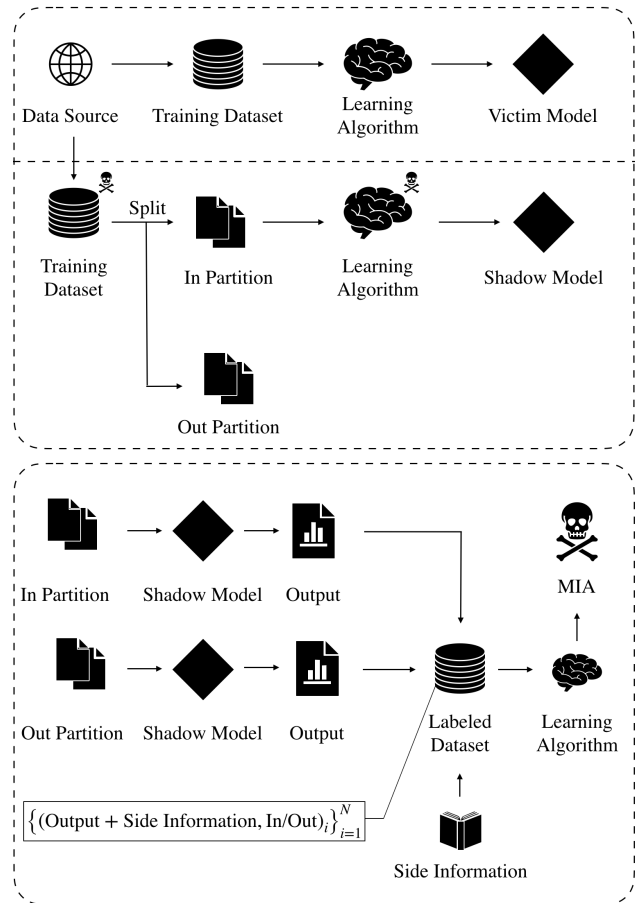 Data Source
Training Dataset
Learning
Algorithm
Victim Model
Split
Training
Dataset
In Partition
Learning
Algorithm
Shadow Model
Out Partition
In Partition
Shadow Model
Output
MIA
Out Partition
Shadow Model
Output
Labeled
Dataset
Learning
Algorithm
{(Output + Side Information, In/Out)_i}_{i=1}^N
Side Information